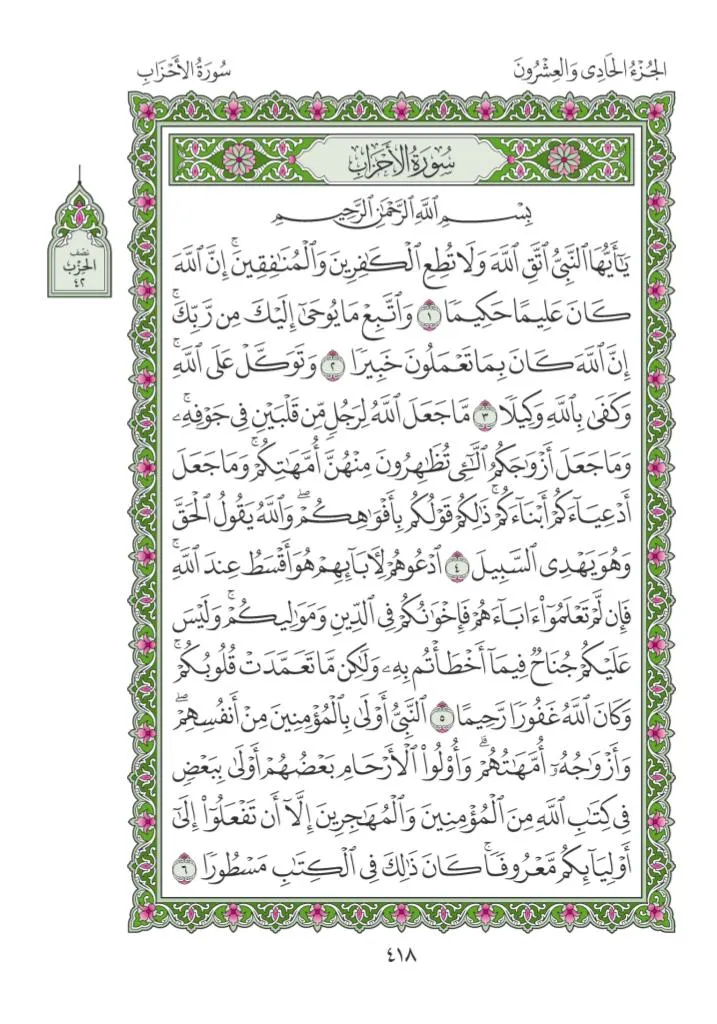 الجُزْءُ الحَادِي وَالعِشْرُونَ
سُورَةُ الأَحْزَابِ
سُورَةُ الأَحْزَابِ
بِسْمِ ٱللَّهِ ٱلرَّحْمَٰنِ ٱلرَّحِيمِ
يَٰٓأَيُّهَا ٱلنَّبِيُّ ٱتَّقِ ٱللَّهَ وَلَا تُطِعِ ٱلْكَٰفِرِينَ وَٱلْمُنَٰفِقِينَۚ إِنَّ ٱللَّهَ
كَانَ عَلِيمًا حَكِيمًا ١ وَٱتَّبِعْ مَا يُوحَىٰٓ إِلَيْكَ مِن رَّبِّكَۚ
إِنَّ ٱللَّهَ كَانَ بِمَا تَعْمَلُونَ خَبِيرًا ٢ وَتَوَكَّلْ عَلَى ٱللَّهِۚ
وَكَفَىٰ بِٱللَّهِ وَكِيلًا ٣ مَّا جَعَلَ ٱللَّهُ لِرَجُلٍ مِّن قَلْبَيْنِ فِي جَوْفِهِۦۚ
وَمَا جَعَلَ أَزْوَٰجَكُمُ ٱلَّٰٓـِٔي تُظَٰهِرُونَ مِنْهُنَّ أُمَّهَٰتِكُمْۚ وَمَا جَعَلَ
أَدْعِيَآءَكُمْ أَبْنَآءَكُمْۚ ذَٰلِكُمْ قَوْلُكُم بِأَفْوَٰهِكُمْۖ وَٱللَّهُ يَقُولُ ٱلْحَقَّ
وَهُوَ يَهْدِي ٱلسَّبِيلَ ٤ ٱدْعُوهُمْ لِأٓبَآئِهِمْ هُوَ أَقْسَطُ عِندَ ٱللَّهِۚ
فَإِن لَّمْ تَعْلَمُوٓا۟ ءَابَآءَهُمْ فَإِخْوَٰنُكُمْ فِي ٱلدِّينِ وَمَوَٰلِيكُمْۚ وَلَيْسَ
عَلَيْكُمْ جُنَاحٌ فِيمَآ أَخْطَأْتُم بِهِۦ وَلَٰكِن مَّا تَعَمَّدَتْ قُلُوبُكُمْۚ
وَكَانَ ٱللَّهُ غَفُورًا رَّحِيمًا ٥ ٱلنَّبِيُّ أَوْلَىٰ بِٱلْمُؤْمِنِينَ مِنْ أَنفُسِهِمْۖ
وَأَزْوَٰجُهُۥٓ أُمَّهَٰتُهُمْۗ وَأُو۟لُوا۟ ٱلْأَرْحَامِ بَعْضُهُمْ أَوْلَىٰ بِبَعْضٍ
فِي كِتَٰبِ ٱللَّهِ مِنَ ٱلْمُؤْمِنِينَ وَٱلْمُهَٰجِرِينَ إِلَّآ أَن تَفْعَلُوٓا۟ إِلَىٰٓ
أَوْلِيَآئِكُم مَّعْرُوفًاۚ كَانَ ذَٰلِكَ فِي ٱلْكِتَٰبِ مَسْطُورًا ٦
نصف
الحزب
٤٢
٤١٨